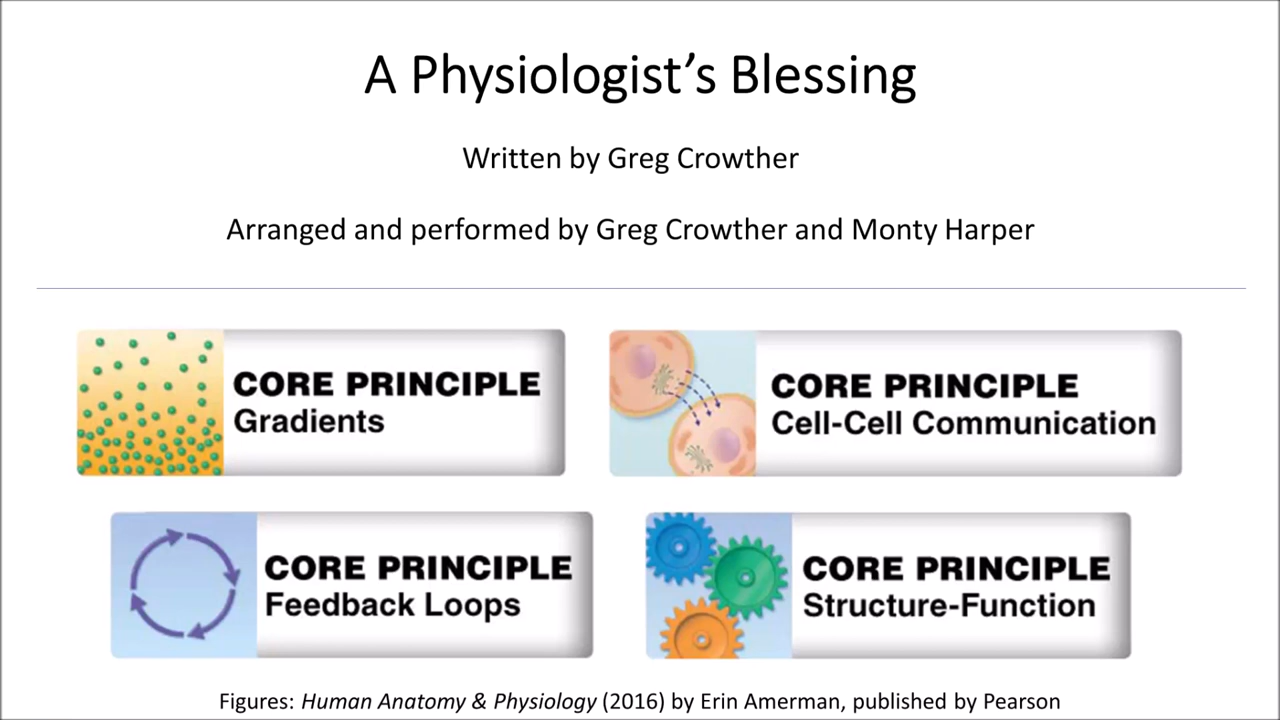 A Physiologist’s Blessing
Written by Greg Crowther
Arranged and performed by Greg Crowther and Monty Harper
CORE PRINCIPLE
Gradients
CORE PRINCIPLE
Cell-Cell Communication
CORE PRINCIPLE
Feedback Loops
CORE PRINCIPLE
Structure-Function
Figures: Human Anatomy & Physiology (2016) by Erin Amerman, published by Pearson